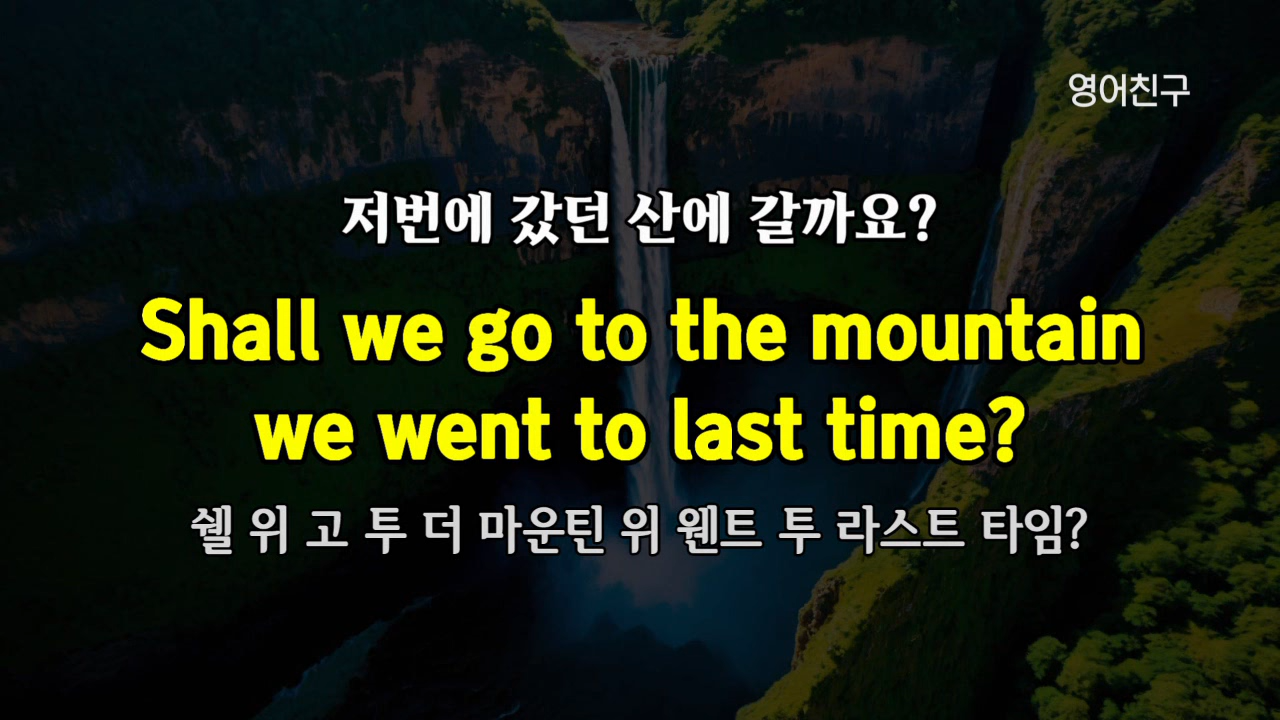 영어친구
저번에 갔던 산에 갈까요?
Shall we go to the mountain
we went to last time?
쉘 위 고 투 더 마운틴 위 웬트 투 라스트 타임?